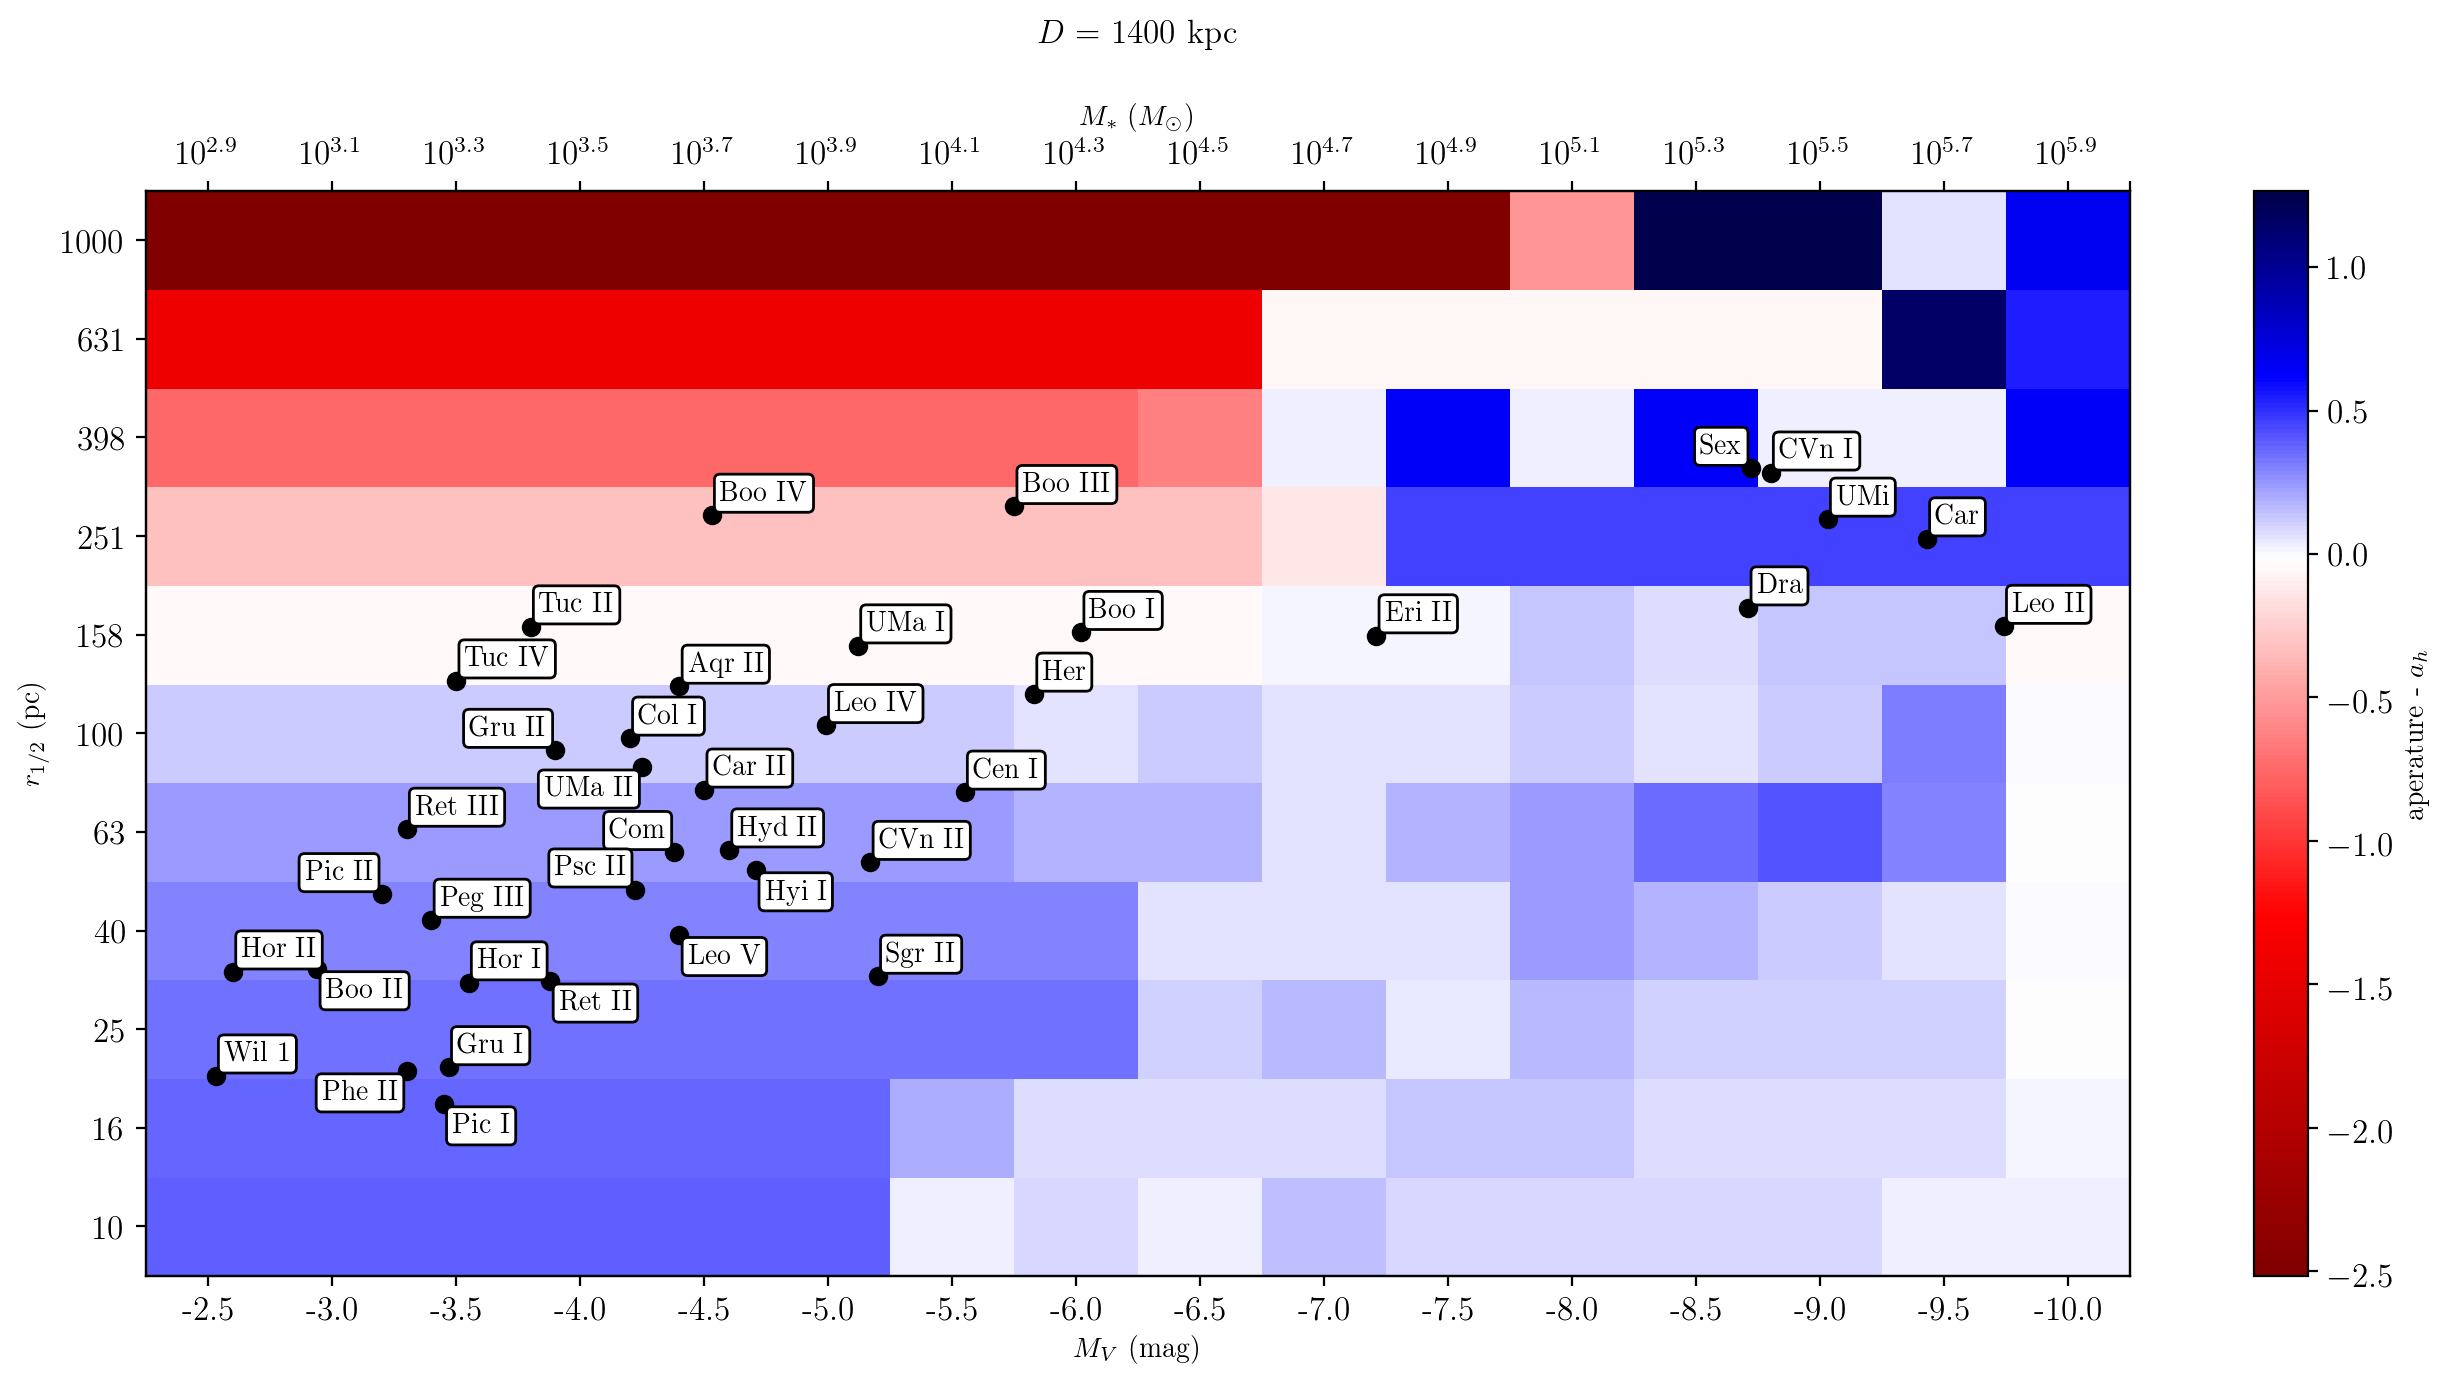 D = 1400 kpc
M* (M⊙)
10^2.9 10^3.1 10^3.3 10^3.5 10^3.7 10^3.9 10^4.1 10^4.3 10^4.5 10^4.7 10^4.9 10^5.1 10^5.3 10^5.5 10^5.7 10^5.9
1000
631
398
251
158
100
63
40
25
16
10
r1/2 (pc)
Sex
CVn I
Boo III
Boo IV
UMi
Car
Dra
Tuc II
UMa I
Boo I
Eri II
Leo II
Tuc IV
Aqr II
Her
Gru II
Col I
Leo IV
UMa II
Car II
Cen I
Ret III
Com
Hyd II
CVn II
Pic II
Psc II
Hyi I
Peg III
Hor II
Boo II
Hor I
Ret II
Leo V
Sgr II
Wil 1
Gru I
Phe II
Pic I
-2.5 -3.0 -3.5 -4.0 -4.5 -5.0 -5.5 -6.0 -6.5 -7.0 -7.5 -8.0 -8.5 -9.0 -9.5 -10.0
MV (mag)
1.0
0.5
0.0
−0.5
−1.0
−1.5
−2.0
−2.5
aperature - ah